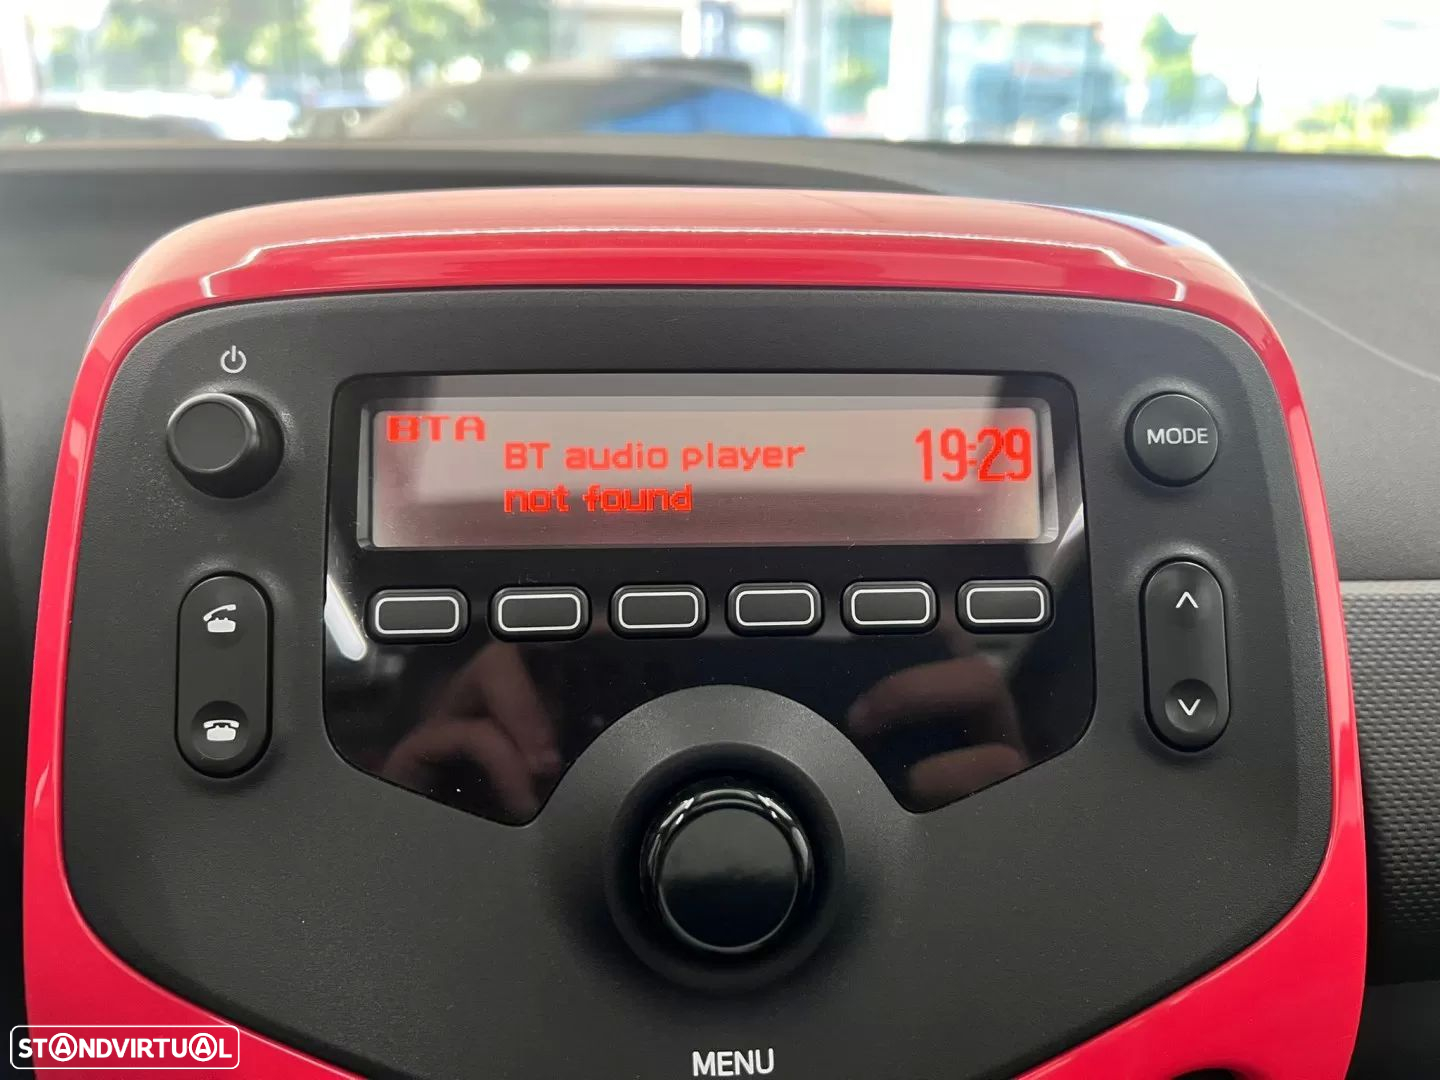 BTA
BT audio player
not found
19:29
MODE
MENU
STANDVIRTUAL